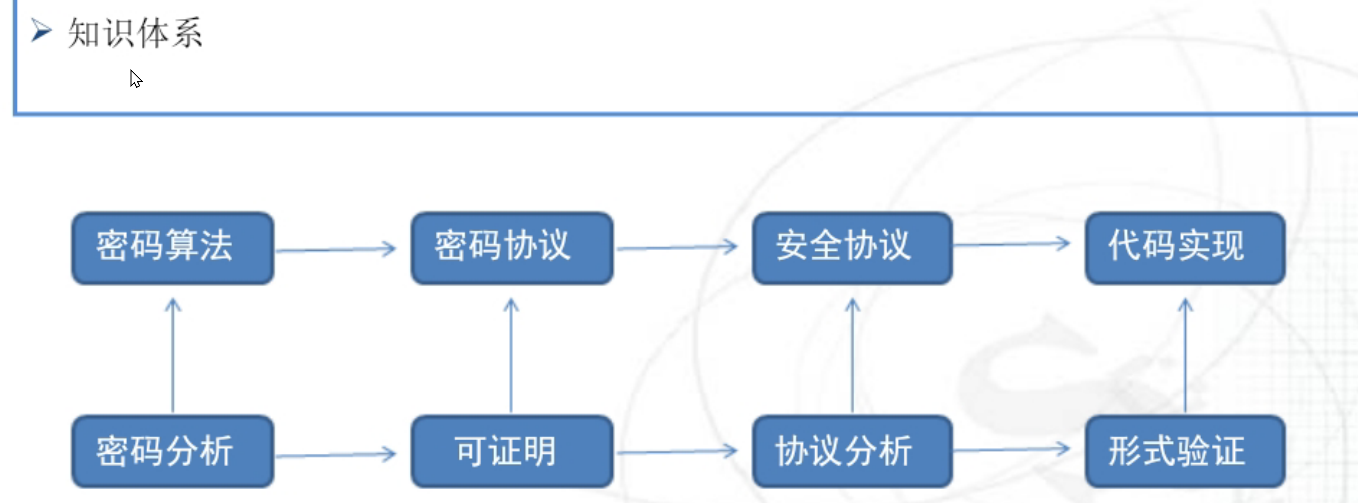 知识体系
密码算法
密码协议
安全协议
代码实现
密码分析
可证明
协议分析
形式验证